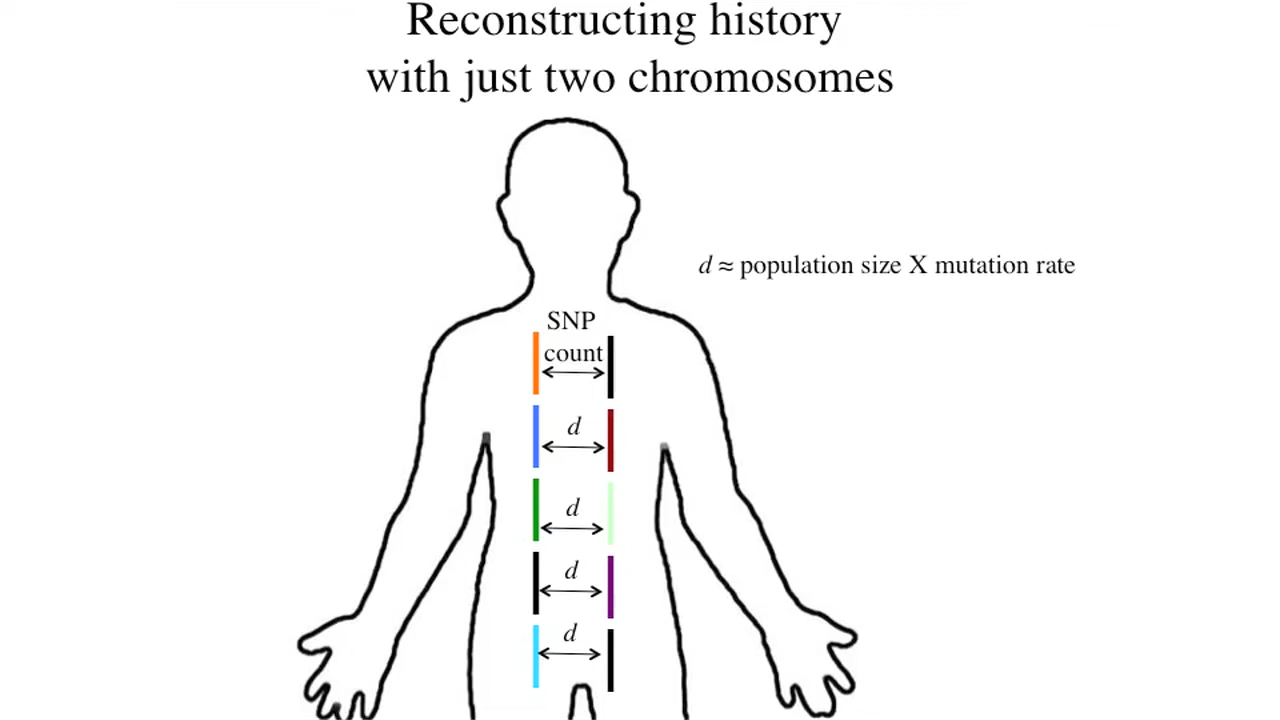 Reconstructing history
with just two chromosomes
d ≈ population size X mutation rate
SNP
count
d
d
d
d